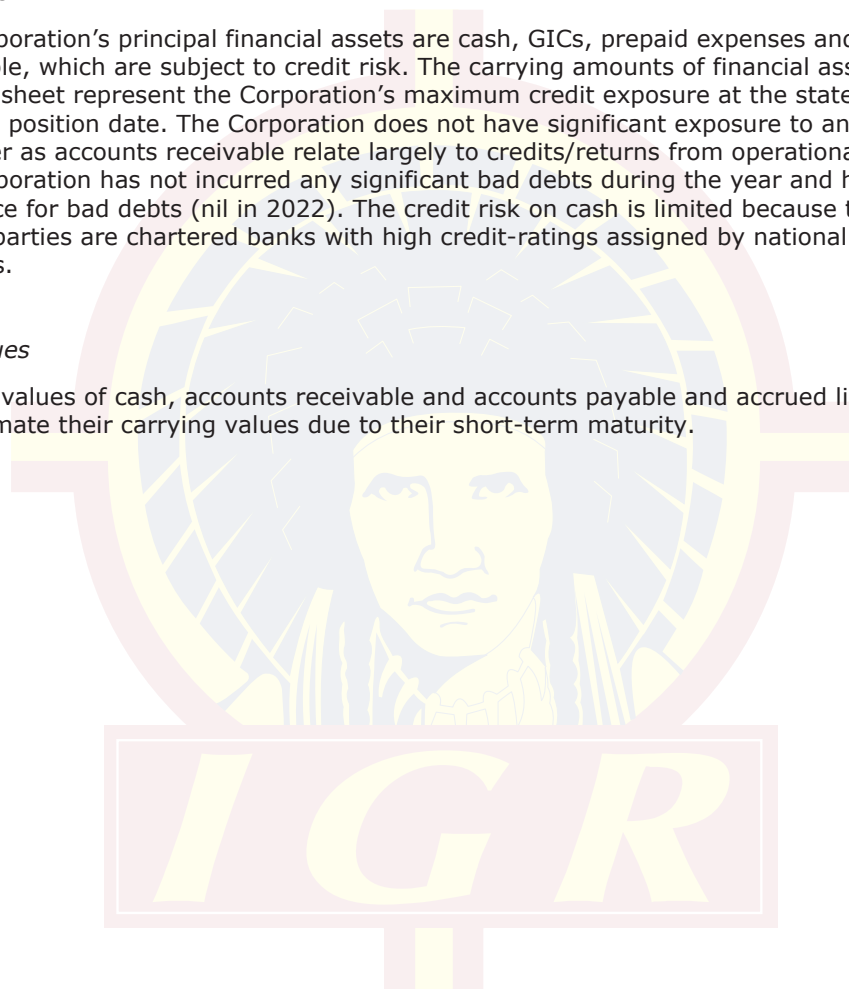 poration's principal financial assets are cash, GICs, prepaid expenses and
ble, which are subject to credit risk. The carrying amounts of financial ass
sheet represent the Corporation's maximum credit exposure at the state
position date. The Corporation does not have significant exposure to an
er as accounts receivable relate largely to credits/returns from operationa
poration has not incurred any significant bad debts during the year and h
ce for bad debts (nil in 2022). The credit risk on cash is limited because t
parties are chartered banks with high credit-ratings assigned by national
s.
ues
values of cash, accounts receivable and accounts payable and accrued li
mate their carrying values due to their short-term maturity.
IGR